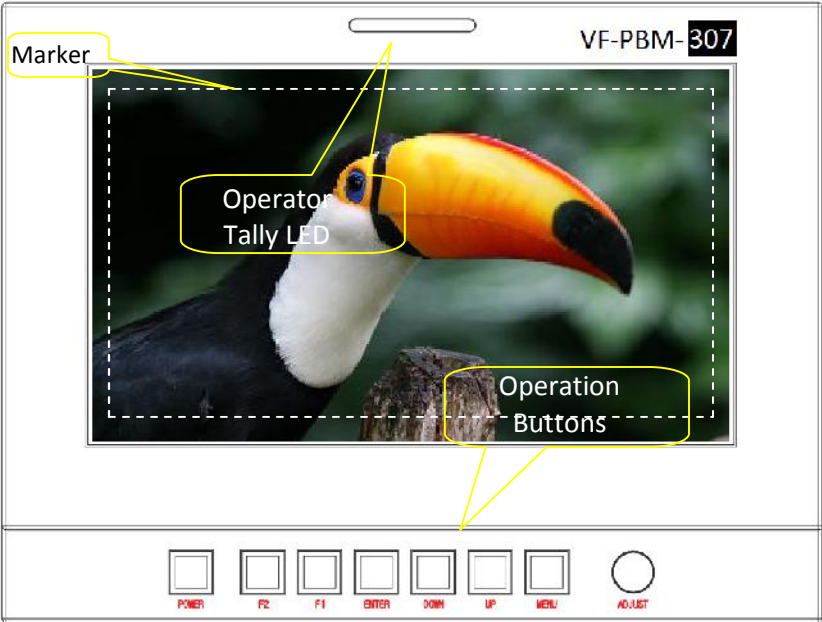 VF-PBM-307
Marker
Operator
Tally LED
Operation
Buttons
POWER F2 F1 ENTER DOWN UP MENU ADJUST